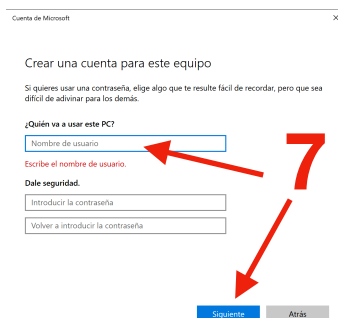 Cuenta de Microsoft
Crear una cuenta para este equipo
Si quieres usar una contraseña, elige algo que te resulte fácil de recordar, pero que sea
difícil de adivinar para los demás.
¿Quién va a usar este PC?
Nombre de usuario
Escribe el nombre de usuario.
7
Dale seguridad.
Introducir la contraseña
Volver a introducir la contraseña
Siguiente
Atrás